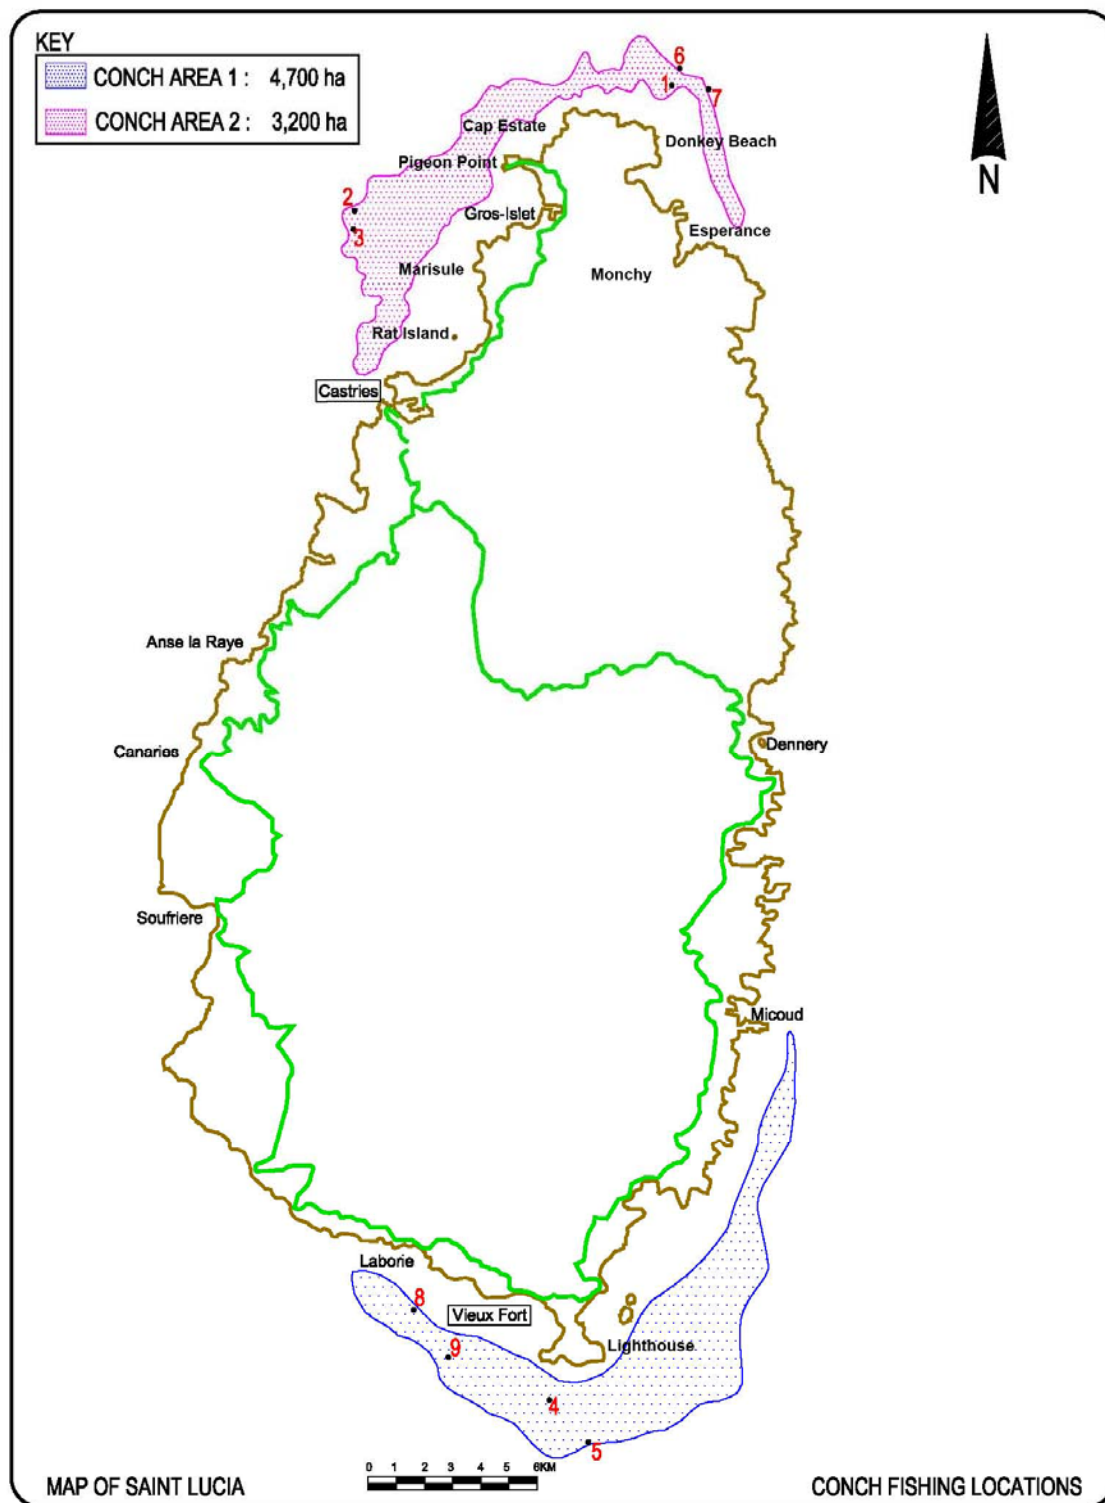 KEY
CONCH AREA 1 : 4,700 ha
CONCH AREA 2 : 3,200 ha
N
6
1
7
Cap Estate
Donkey Beach
Pigeon Point
2
Gros-Islet
3
Esperance
Marisule
Monchy
Rat Island
Castries
Anse la Raye
Canaries
Dennery
Soufriere
Micoud
Laborie
8
Vieux Fort
9
Lighthouse
4
5
0 1 2 3 4 5 6KM
MAP OF SAINT LUCIA
CONCH FISHING LOCATIONS